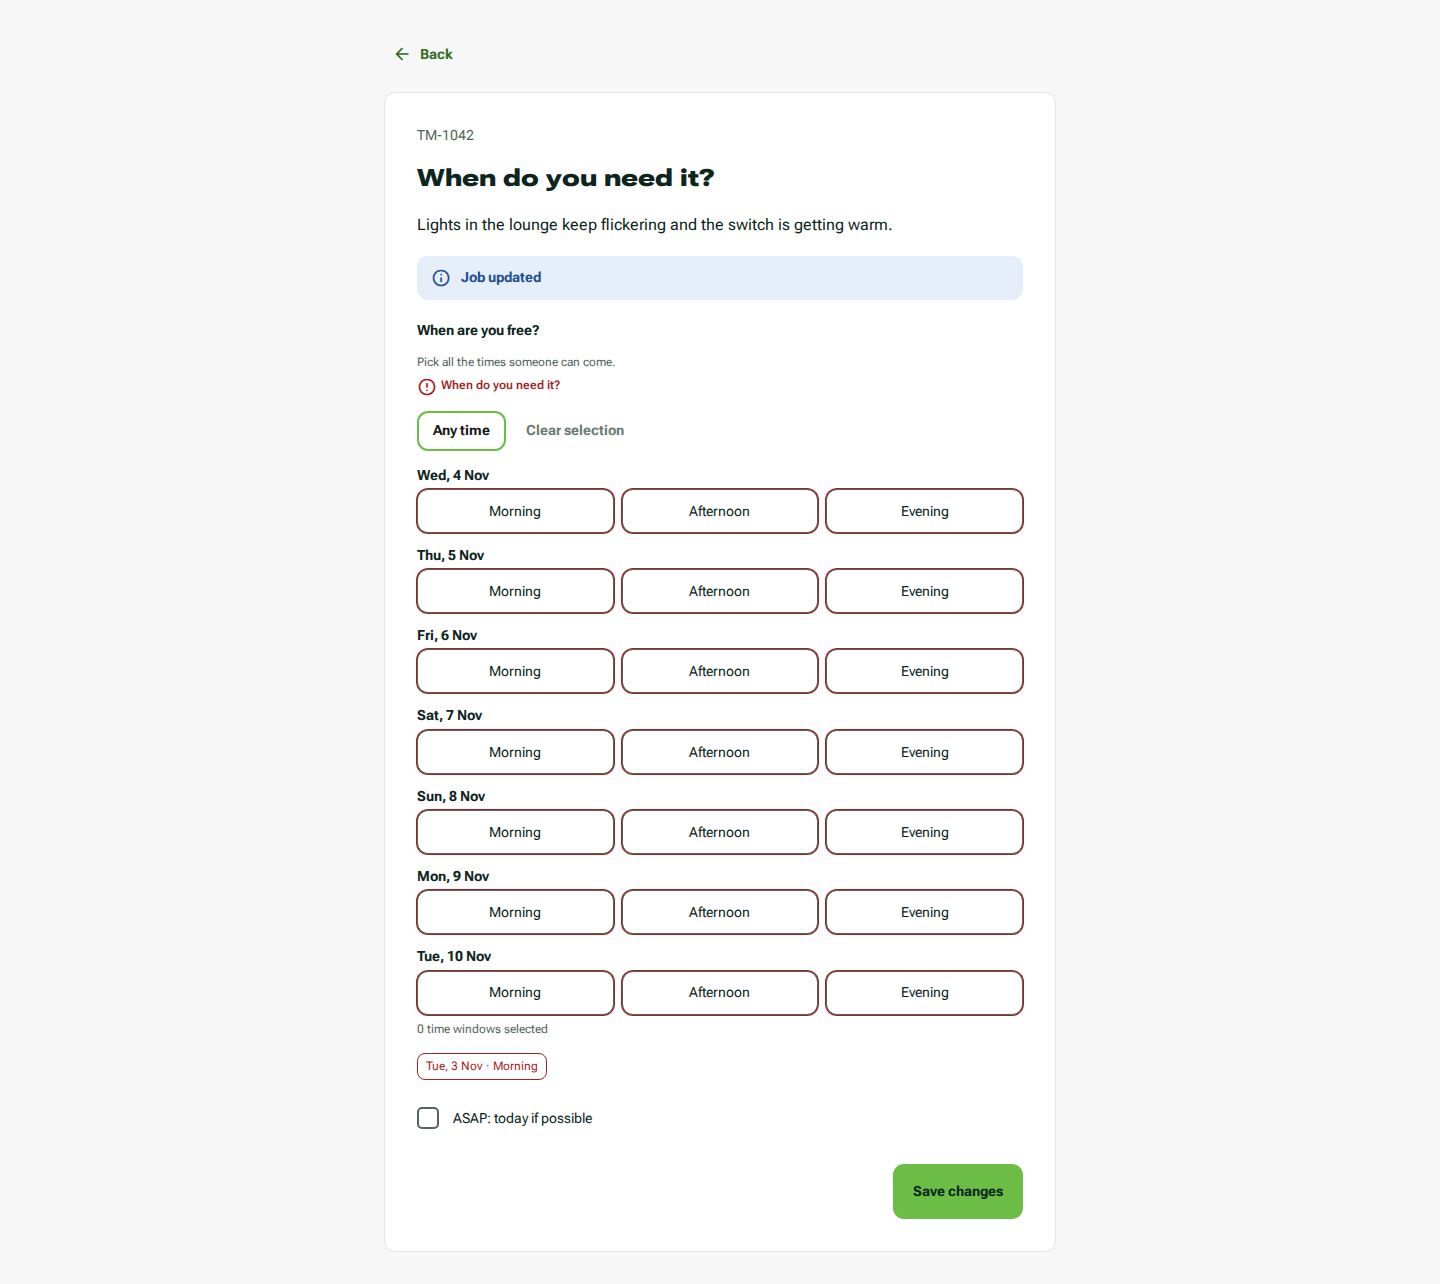 Back
TM-1042
When do you need it?
Lights in the lounge keep flickering and the switch is getting warm.
Job updated
When are you free?
Pick all the times someone can come.
When do you need it?
Any time Clear selection
Wed, 4 Nov
Morning Afternoon Evening
Thu, 5 Nov
Morning Afternoon Evening
Fri, 6 Nov
Morning Afternoon Evening
Sat, 7 Nov
Morning Afternoon Evening
Sun, 8 Nov
Morning Afternoon Evening
Mon, 9 Nov
Morning Afternoon Evening
Tue, 10 Nov
Morning Afternoon Evening
0 time windows selected
Tue, 3 Nov · Morning
ASAP: today if possible
Save changes